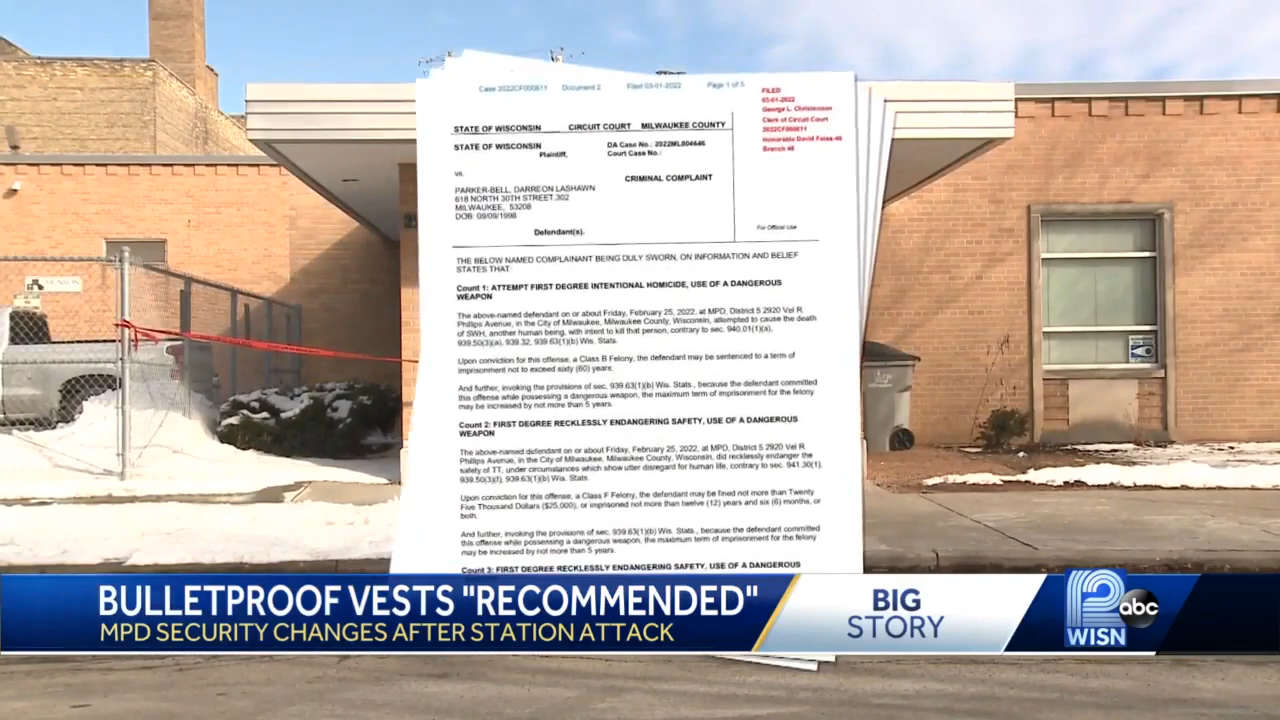 Case 2022CF000811 Document 2 Filed 03-01-2022 Page 1 of 5
FILED
03-01-2022
George L. Christenson
Clerk of Circuit Court
2022CF000811
Honorable David Feiss-46
Branch 46
STATE OF WISCONSIN CIRCUIT COURT MILWAUKEE COUNTY
STATE OF WISCONSIN
Plaintiff,
DA Case No.: 2022ML004646
Court Case No.:
vs.
CRIMINAL COMPLAINT
PARKER-BELL, DARREON LASHAWN
618 NORTH 30TH STREET 302
MILWAUKEE, 53208
DOB: 09/09/1998
Defendant(s).
For Official Use
THE BELOW NAMED COMPLAINANT BEING DULY SWORN, ON INFORMATION AND BELIEF
STATES THAT:
Count 1: ATTEMPT FIRST DEGREE INTENTIONAL HOMICIDE, USE OF A DANGEROUS
WEAPON
The above-named defendant on or about Friday, February 25, 2022, at MPD, District 5 2920 Vel R.
Phillips Avenue, in the City of Milwaukee, Milwaukee County, Wisconsin, attempted to cause the death
of SWH, another human being, with intent to kill that person, contrary to sec. 940.01(1)(a),
939.50(3)(a), 939.32, 939.63(1)(b) Wis. Stats.
Upon conviction for this offense, a Class B Felony, the defendant may be sentenced to a term of
imprisonment not to exceed sixty (60) years.
And further, invoking the provisions of sec. 939.63(1)(b) Wis. Stats., because the defendant committed
this offense while possessing a dangerous weapon, the maximum term of imprisonment for the felony
may be increased by not more than 5 years.
Count 2: FIRST DEGREE RECKLESSLY ENDANGERING SAFETY, USE OF A DANGEROUS
WEAPON
The above-named defendant on or about Friday, February 25, 2022, at MPD, District 5 2920 Vel R.
Phillips Avenue, in the City of Milwaukee, Milwaukee County, Wisconsin, did recklessly endanger the
safety of TT, under circumstances which show utter disregard for human life, contrary to sec. 941.30(1),
939.50(3)(f), 939.63(1)(b) Wis. Stats.
Upon conviction for this offense, a Class F Felony, the defendant may be fined not more than Twenty
Five Thousand Dollars ($25,000), or imprisoned not more than twelve (12) years and six (6) months, or
both.
And further, invoking the provisions of sec. 939.63(1)(b) Wis. Stats., because the defendant committed
this offense while possessing a dangerous weapon, the maximum term of imprisonment for the felony
may be increased by not more than 5 years.
Count 3: FIRST DEGREE RECKLESSLY ENDANGERING SAFETY, USE OF A DANGEROUS
BULLETPROOF VESTS "RECOMMENDED"
MPD SECURITY CHANGES AFTER STATION ATTACK
BIG
STORY
2
abc
WISN